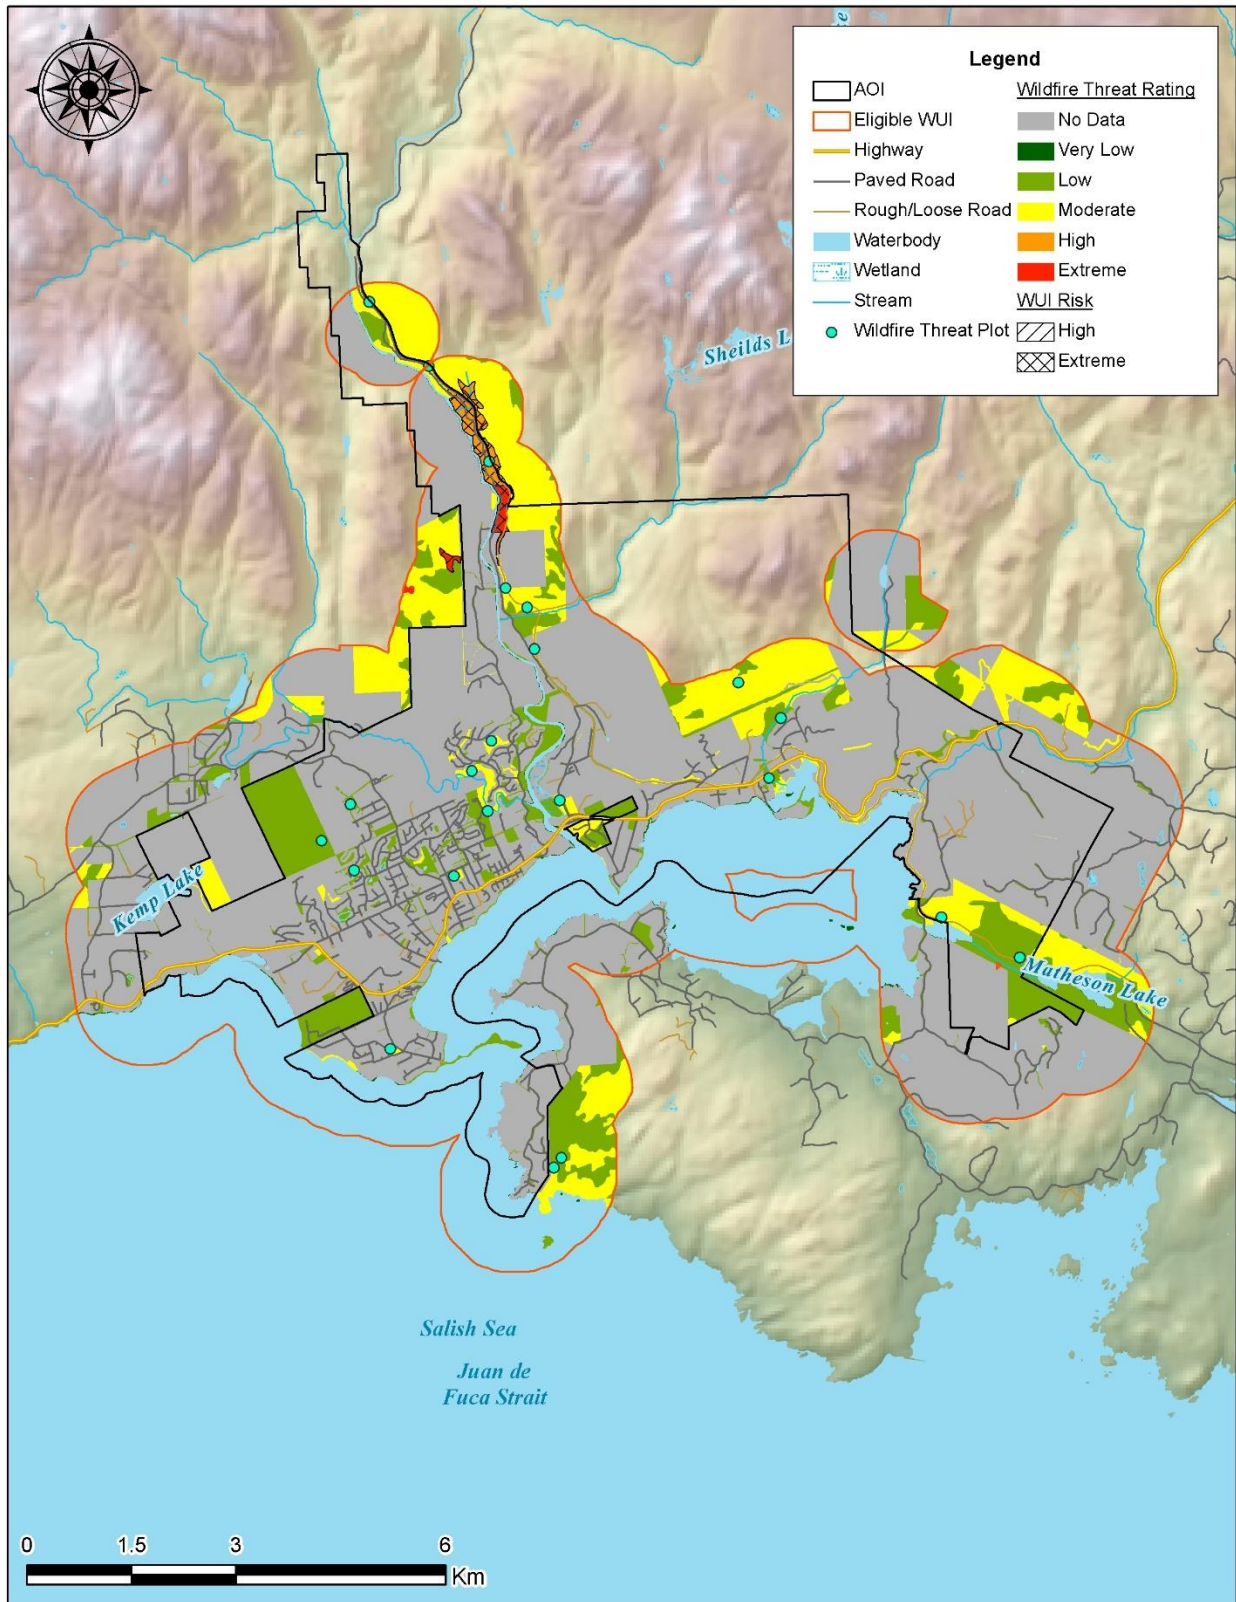 Legend
AOI
Eligible WUI
Highway
Paved Road
Rough/Loose Road
Waterbody
Wetland
Stream
Wildfire Threat Plot
Wildfire Threat Rating
No Data
Very Low
Low
Moderate
High
Extreme
WUI Risk
High
Extreme
Sheilds L
Kemp Lake
Matheson Lake
Salish Sea
Juan de
Fuca Strait
0 1.5 3 6
Km